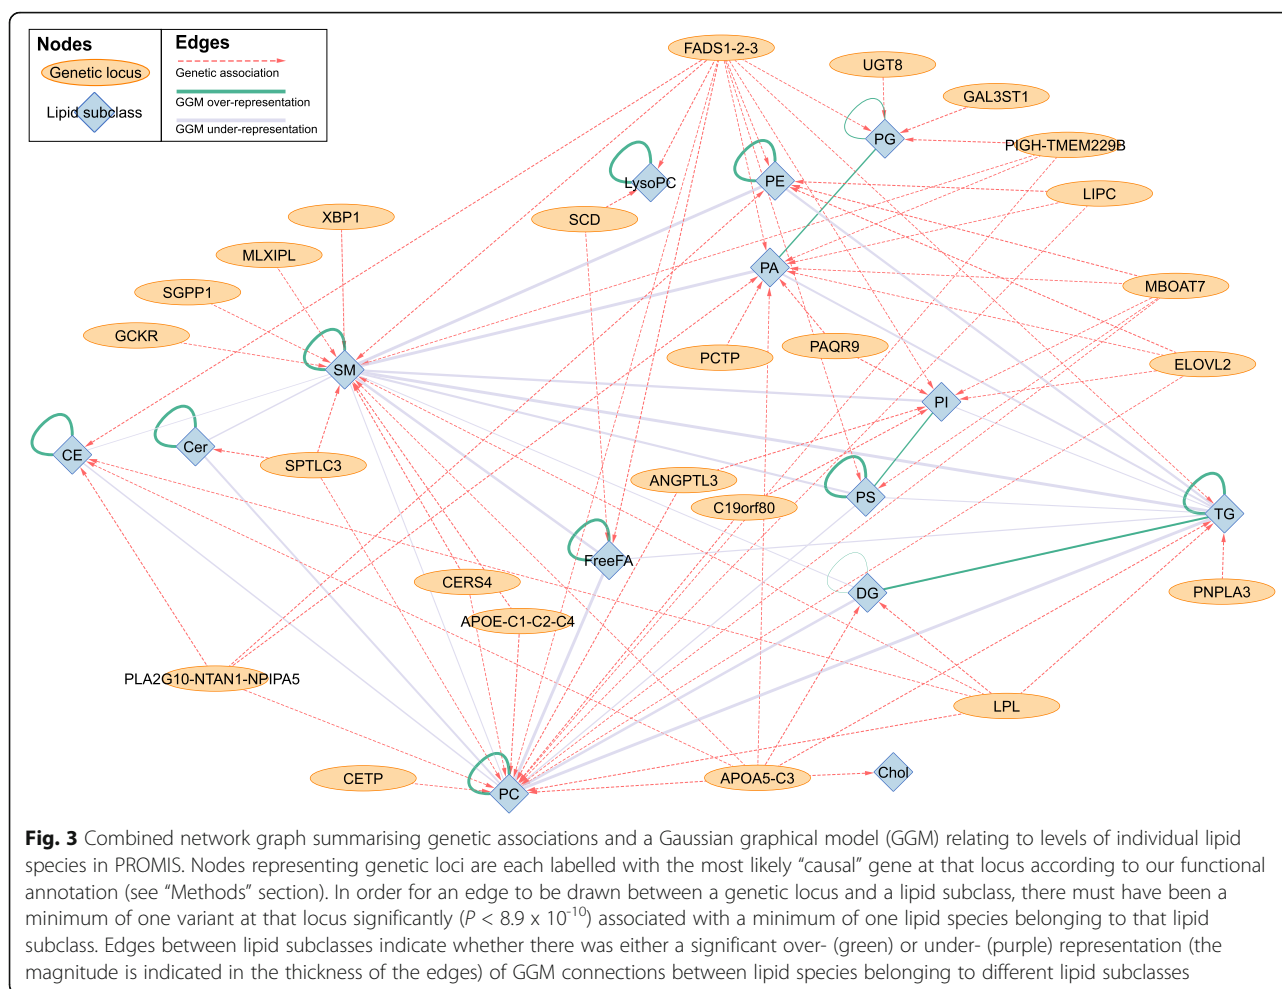 Nodes
Edges
Genetic locus
Genetic association
Lipid subclass
GGM over-representation
GGM under-representation
FADS1-2-3
UGT8
GAL3ST1
PG
PIGH-TMEM229B
LysoPC
PE
LIPC
XBP1
SCD
MLXIPL
PA
SGPP1
MBOAT7
GCKR
PCTP
PAQR9
ELOVL2
SM
PI
CE
Cer
SPTLC3
ANGPTL3
C19orf80
PS
TG
FreeFA
CERS4
DG
PNPLA3
APOE-C1-C2-C4
PLA2G10-NTAN1-NPIPA5
LPL
CETP
PC
APOA5-C3
Chol
Fig. 3 Combined network graph summarising genetic associations and a Gaussian graphical model (GGM) relating to levels of individual lipid
species in PROMIS. Nodes representing genetic loci are each labelled with the most likely “causal” gene at that locus according to our functional
annotation (see “Methods” section). In order for an edge to be drawn between a genetic locus and a lipid subclass, there must have been a
minimum of one variant at that locus significantly (P < 8.9 x 10⁻¹⁰) associated with a minimum of one lipid species belonging to that lipid
subclass. Edges between lipid subclasses indicate whether there was either a significant over- (green) or under- (purple) representation (the
magnitude is indicated in the thickness of the edges) of GGM connections between lipid species belonging to different lipid subclasses